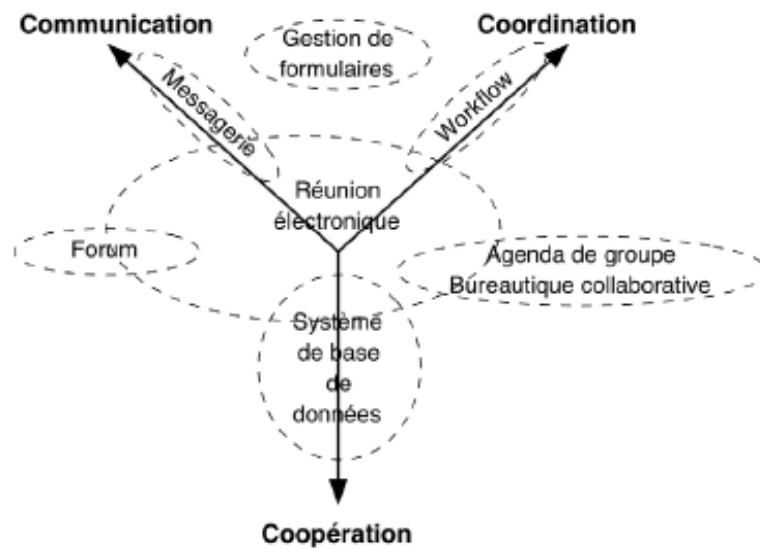 Communication
Coordination
Gestion de
formulaires
Messagerie
Workflow
Réunion
électronique
Forum
Agenda de groupe
Bureautique collaborative
Système
de base
de
données
Coopération